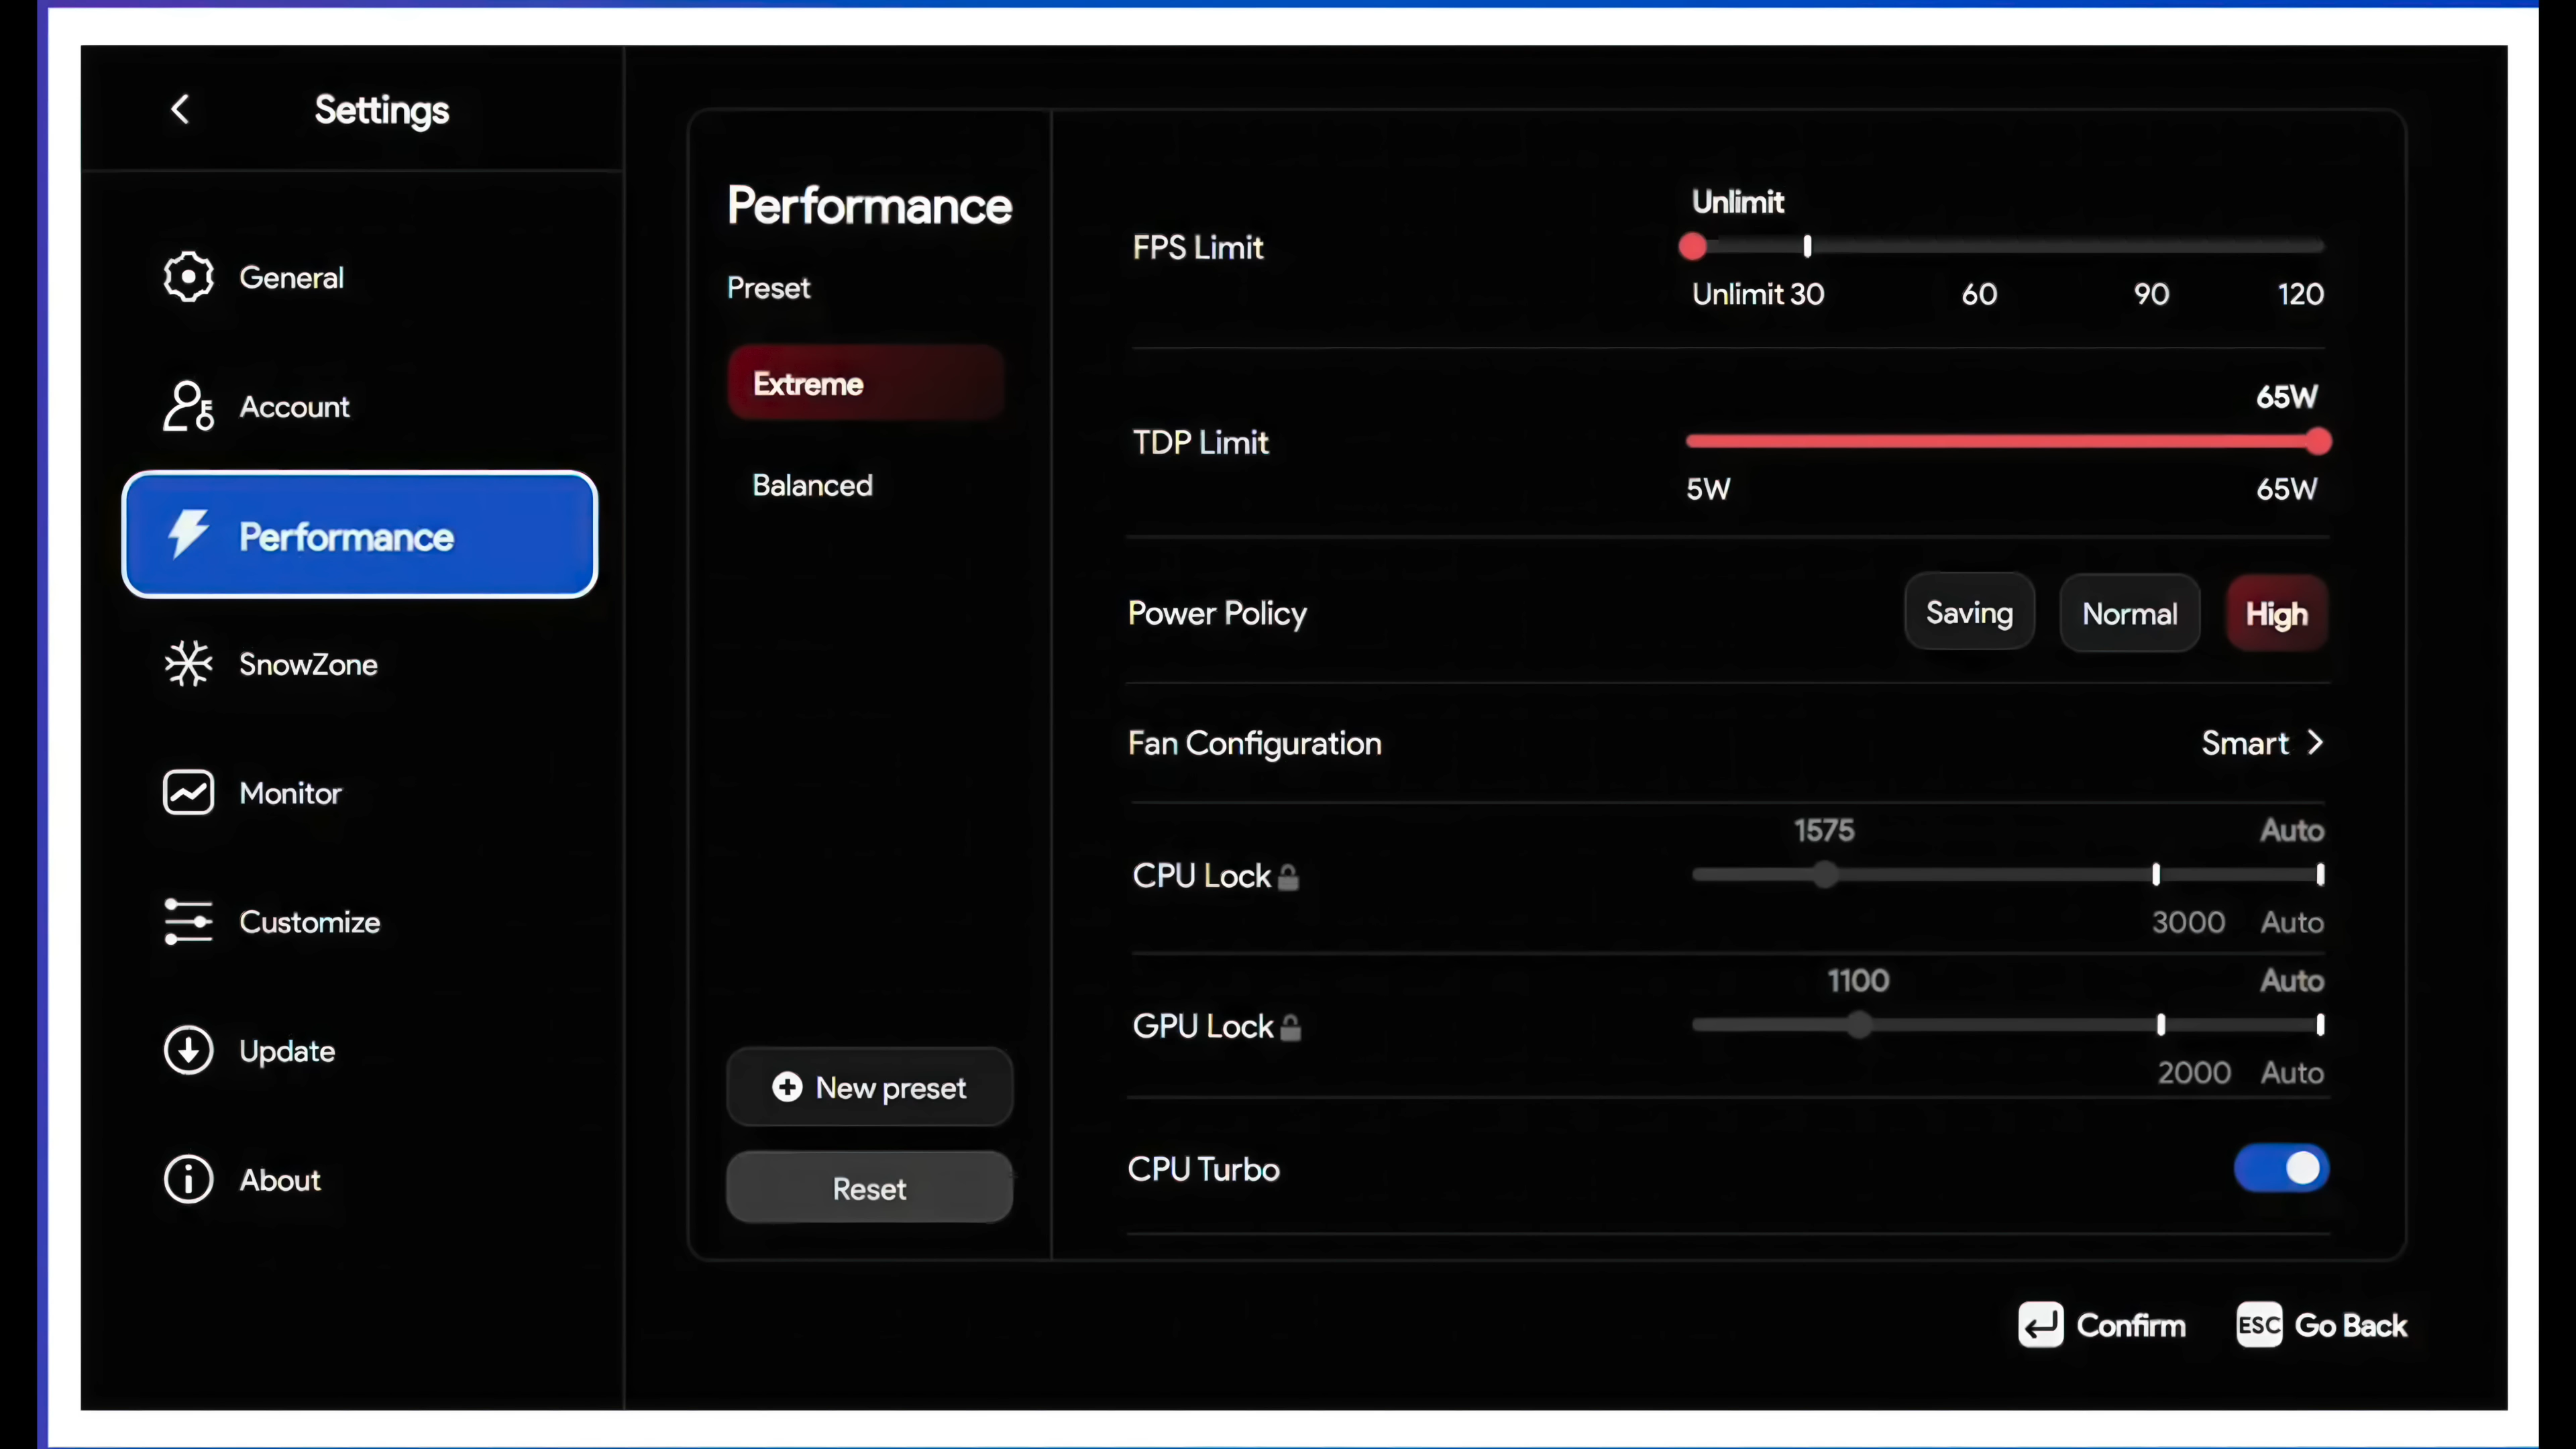 Settings
General
Account
Performance
SnowZone
Monitor
Customize
Update
About
Performance
Preset
Extreme
Balanced
New preset
Reset
FPS Limit
Unlimit
Unlimit 30 60 90 120
TDP Limit
65W
5W 65W
Power Policy
Saving Normal High
Fan Configuration
Smart
1575 Auto
CPU Lock
3000 Auto
1100 Auto
GPU Lock
2000 Auto
CPU Turbo
Confirm ESC Go Back